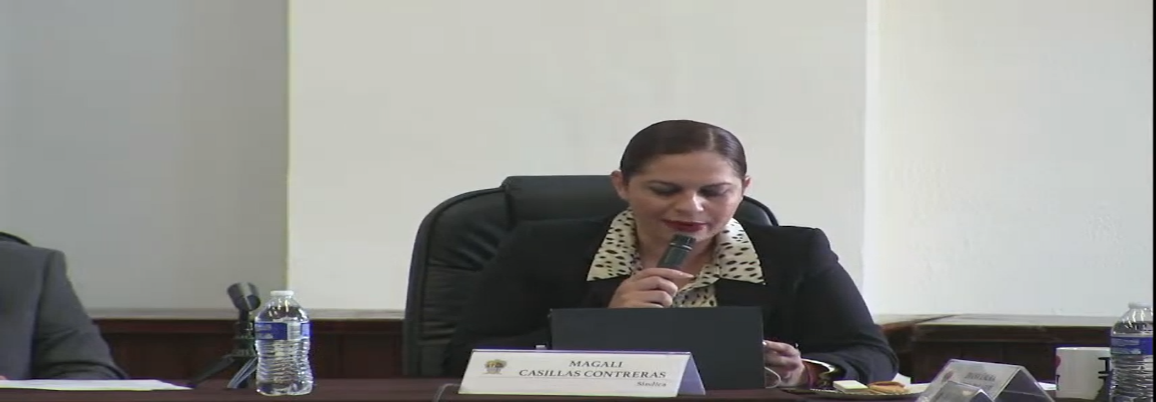 MAGALI
CASILLAS CONTRERAS
Síndica